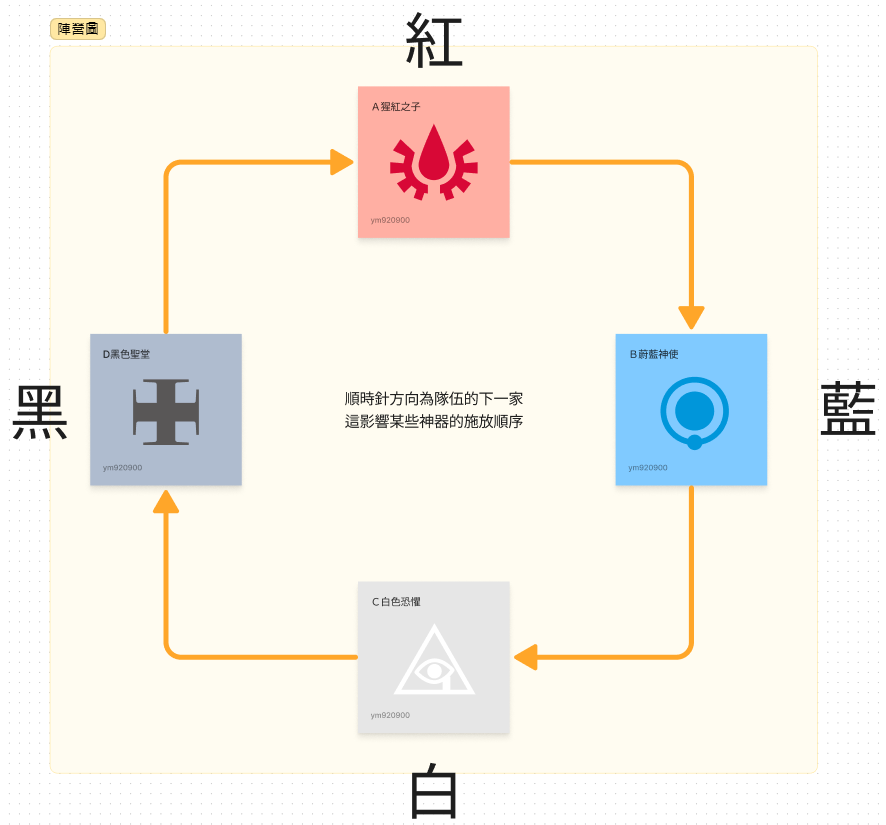 陣營圖
紅
A 猩紅之子
ym920900
黑
D黑色聖堂
ym920900
順時針方向為隊伍的下一家
這影響某些神器的施放順序
B 蔚藍神使
ym920900
藍
C 白色恐懼
ym920900
白